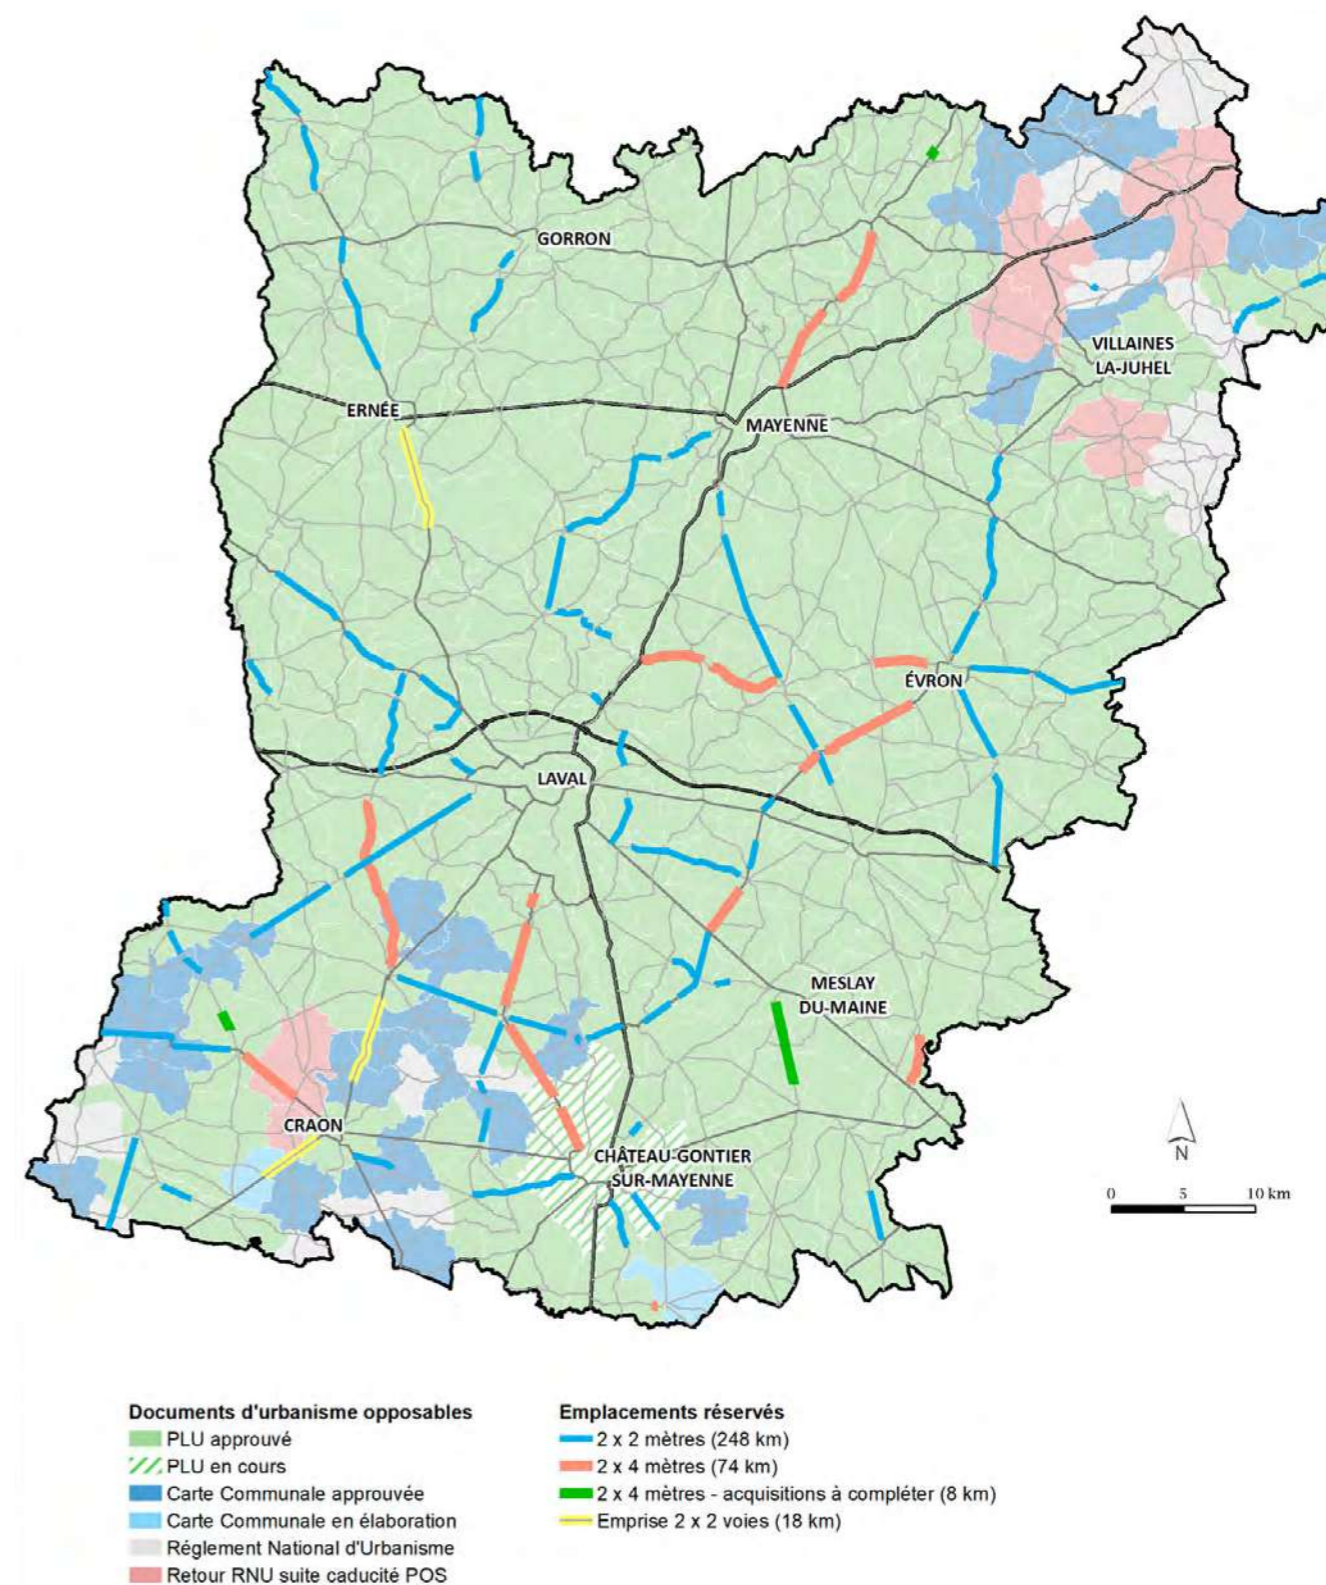 GORRON
VILLAINES
LA-JUHEL
ERNÉE
MAYENNE
ÉVRON
LAVAL
MESLAY
DU-MAINE
CRAON
CHÂTEAU-GONTIER
SUR-MAYENNE
N
0 5 10 km
Documents d'urbanisme opposables
PLU approuvé
PLU en cours
Carte Communale approuvée
Carte Communale en élaboration
Réglement National d'Urbanisme
Retour RNU suite caducité POS
Emplacements réservés
2 x 2 mètres (248 km)
2 x 4 mètres (74 km)
2 x 4 mètres - acquisitions à compléter (8 km)
Emprise 2 x 2 voies (18 km)